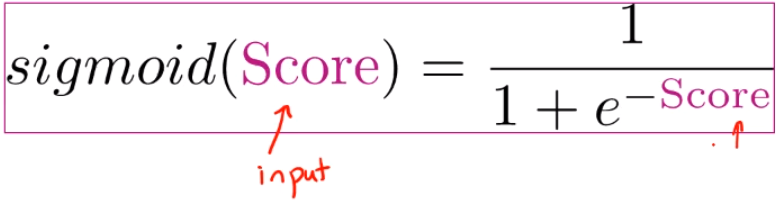 sigmoid(Score) = 1 / (1 + e^{-Score})
input